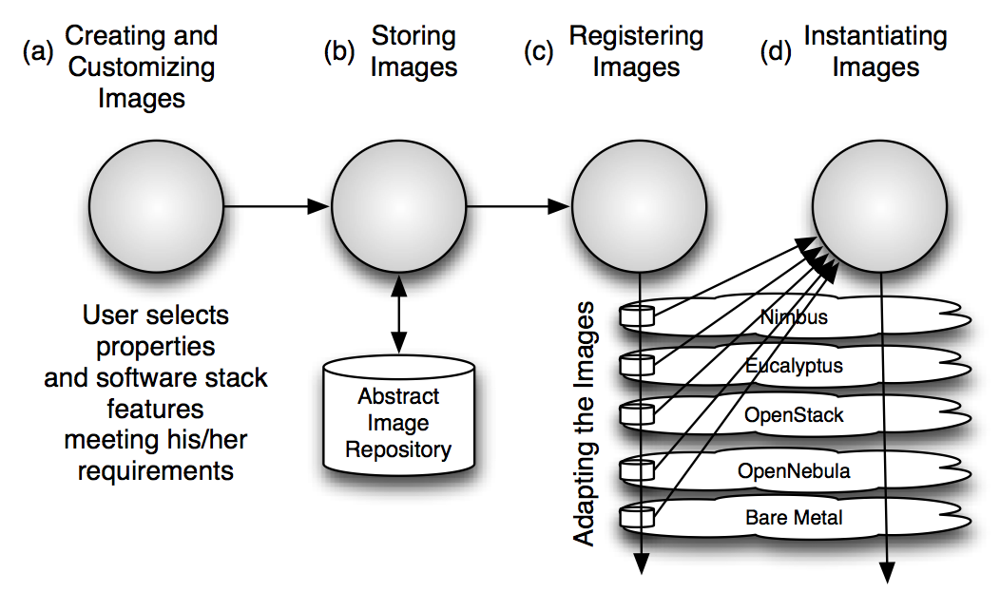 (a) Creating and
Customizing
Images
(b) Storing
Images
(c) Registering
Images
(d) Instantiating
Images
User selects
properties
and software stack
features
meeting his/her
requirements
Abstract
Image
Repository
Adapting the Images
Nimbus
Eucalyptus
OpenStack
OpenNebula
Bare Metal